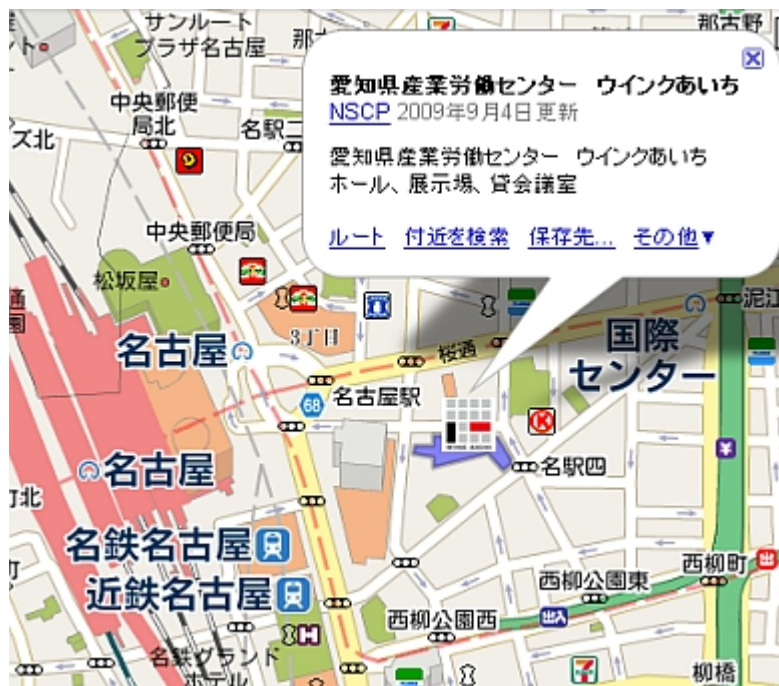 サンルート
プラザ名古屋
那古野
愛知県産業労働センター ウインクあいち
NSCP 2009年9月4日更新
愛知県産業労働センター ウインクあいち
ホール、展示場、貸会議室
ルート 付近を検索 保存先... その他▼
中央郵便
局北
ズ北
名駅二
中央郵便局
松坂屋
3丁目
名古屋
桜通
国際
センター
泥江
68
名古屋駅
K
名古屋
名駅四
町北
名鉄名古屋
近鉄名古屋
西柳町
出
西柳公園東
西柳公園西
出入
H
名鉄グランド
ホテル
柳橋